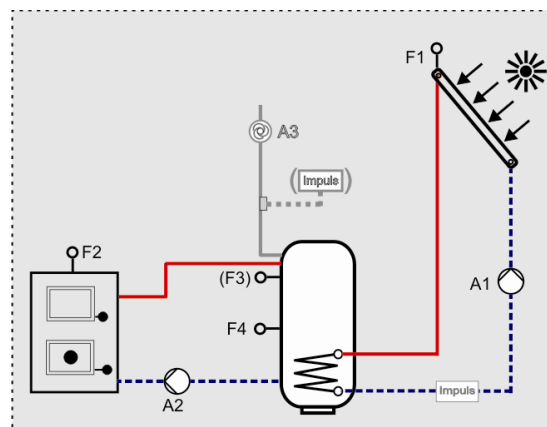 F1
A3
(Impuls)
F2
(F3)
A1
F4
Impuls
A2